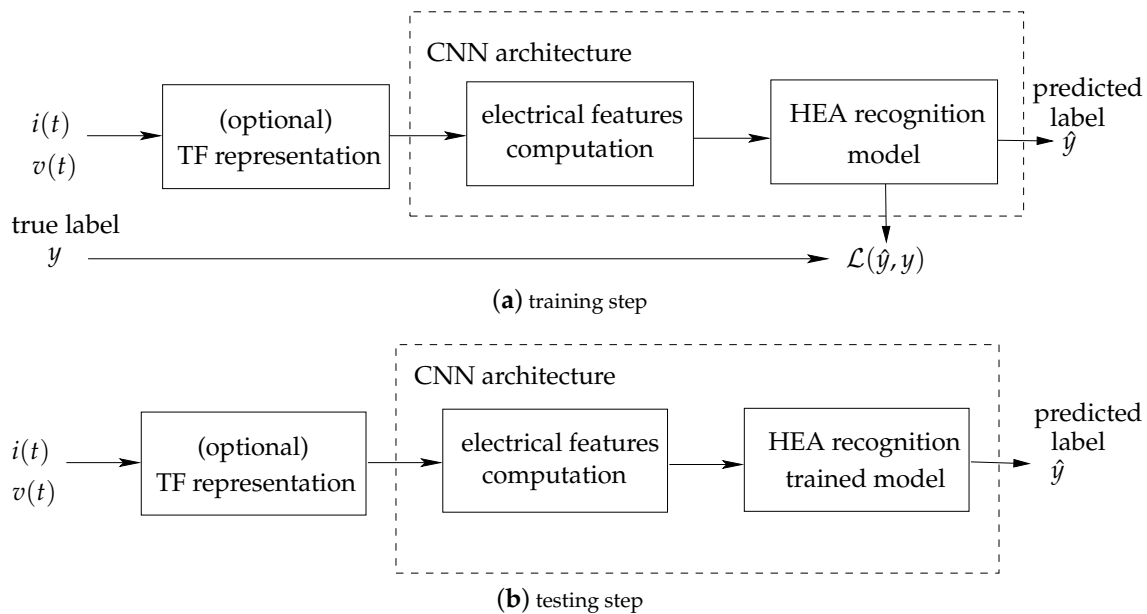 CNN architecture
i(t)
v(t)
(optional)
TF representation
electrical features
computation
HEA recognition
model
predicted
label
ŷ
true label
y
ℒ(ŷ, y)
(a) training step
CNN architecture
i(t)
v(t)
(optional)
TF representation
electrical features
computation
HEA recognition
trained model
predicted
label
ŷ
(b) testing step